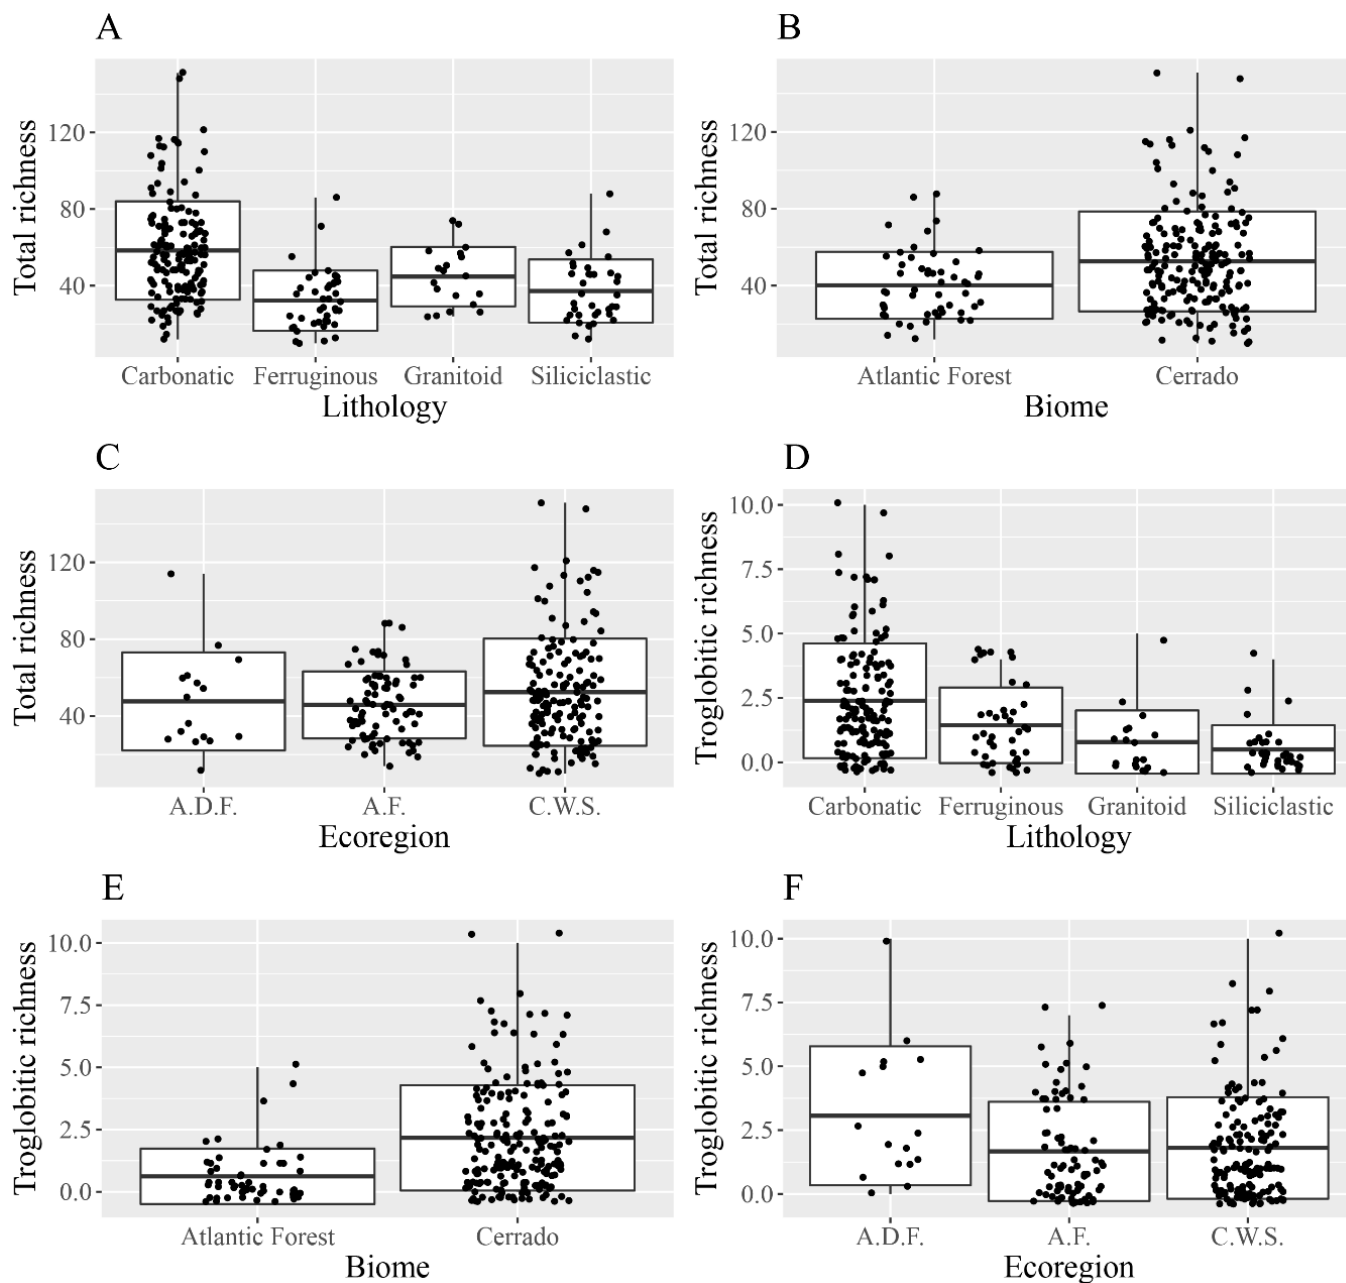 A
Total richness
120
80
40
Carbonatic Ferruginous Granitoid Siliciclastic
Lithology
B
Total richness
120
80
40
Atlantic Forest Cerrado
Biome
C
Total richness
120
80
40
A.D.F. A.F. C.W.S.
Ecoregion
D
Troglobitic richness
10.0
7.5
5.0
2.5
0.0
Carbonatic Ferruginous Granitoid Siliciclastic
Lithology
E
Troglobitic richness
10.0
7.5
5.0
2.5
0.0
Atlantic Forest Cerrado
Biome
F
Troglobitic richness
10.0
7.5
5.0
2.5
0.0
A.D.F. A.F. C.W.S.
Ecoregion